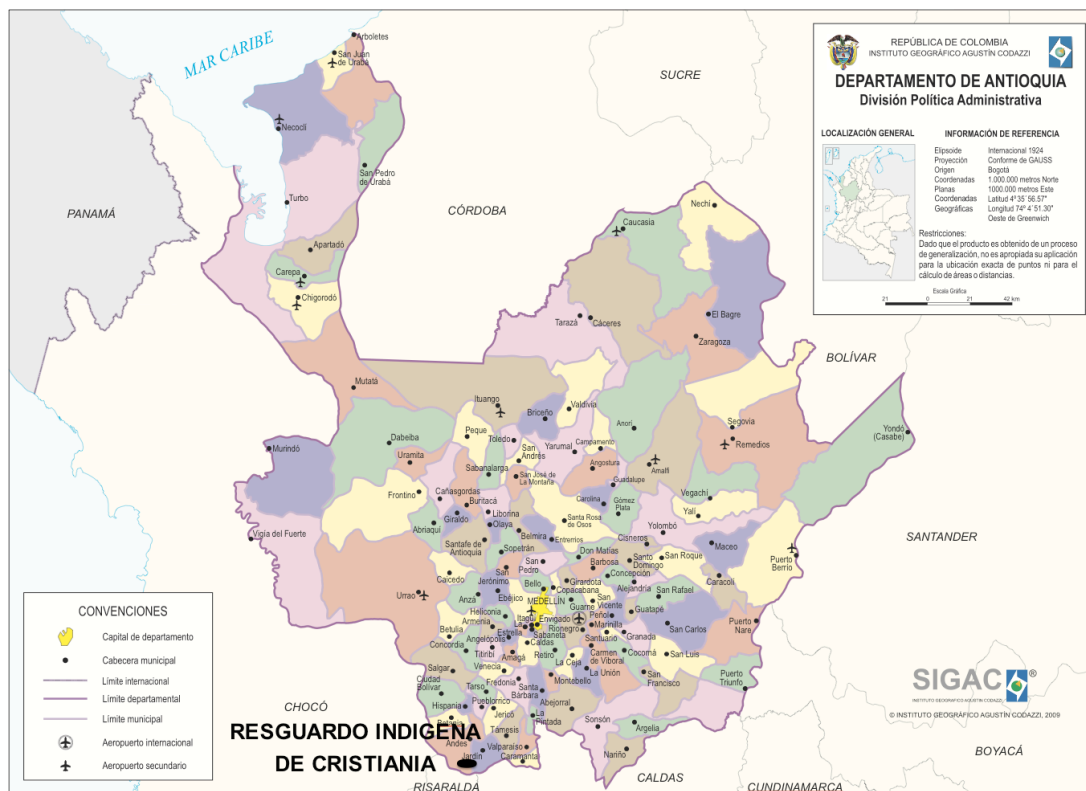 MAR CARIBE
Arboletes
San Juan
de Urabá
Necoclí
San Pedro
de Urabá
Turbo
Apartadó
Carepa
Chigorodó
Mutatá
PANAMÁ
CÓRDOBA
SUCRE
BOLÍVAR
SANTANDER
BOYACÁ
CUNDINAMARCA
CALDAS
RISARALDA
CHOCÓ
REPÚBLICA DE COLOMBIA
INSTITUTO GEOGRÁFICO AGUSTÍN CODAZZI
DEPARTAMENTO DE ANTIOQUIA
División Política Administrativa
LOCALIZACIÓN GENERAL
INFORMACIÓN DE REFERENCIA
Elipsoide Internacional 1924
Proyección Conforme de GAUSS
Origen Bogotá
Coordenadas 1.000.000 metros Norte
Planas 1000.000 metros Este
Coordenadas Latitud 4° 35´ 56.57"
Geográficas Longitud 74° 4´ 51.30"
Oeste de Greenwich
Restricciones:
Dado que el producto es obtenido de un proceso
de generalización, no es apropiada su aplicación
para la ubicación exacta de puntos ni para el
cálculo de áreas o distancias.
Escala Gráfica
21 0 21 42 km
Nechí
Caucasia
El Bagre
Tarazá
Cáceres
Zaragoza
Ituango
Valdivia
Briceño
Anorí
Segovia
Remedios
Yondó
(Casabe)
Murindó
Dabeiba
Peque
Toledo
Yarumal
Campamento
San
Andres
Uramita
Sabanalarga
Angostura
Amalfi
San José de
La Montaña
Guadalupe
Frontino
Cañasgordas
Buriticá
Carolina
Gómez
Plata
Vegachí
Yalí
Liborina
Giraldo
Olaya
Abriaquí
Santa Rosa
de Osos
Yolombó
Vigía del Fuerte
Santafe de
Antioquia
Belmira
Entrerrios
Cisneros
Maceo
Sopetrán
Don Matías
Santo
Domingo
San Roque
Puerto
Berrío
San
Pedro
Barbosa
Caicedo
San
Jerónimo
Girardota
Concepción
Caracolí
Bello
Copacabana
Alejandría
San Rafael
Urrao
Anzá
Ebéjico
MEDELLÍN
Guarne
San
Vicente
Guatapé
Heliconia
Peñol
Itagüí
Envigado
Armenia
La
Estrella
Rionegro
Marinilla
San Carlos
Puerto
Nare
Betulia
Sabaneta
Santuario
Granada
Concordia
Angelópolis
Caldas
Titiribí
Retiro
Carmen
de Viboral
Cocorná
San Luis
Amagá
La Ceja
Salgar
Venecia
La Unión
San
Francisco
Puerto
Triunfo
Ciudad
Bolívar
Fredonia
Montebello
Tarso
Santa
Bárbara
Hispania
Pueblorrico
Abejorral
Jericó
La
Pintada
Sonsón
Argelia
Betania
Támesis
Nariño
Andes
Valparaíso
Jardín
Caramanta
RESGUARDO INDIGENA
DE CRISTIANIA
CONVENCIONES
Capital de departamento
Cabecera municipal
Límite internacional
Límite departamental
Límite municipal
Aeropuerto internacional
Aeropuerto secundario
SIGAC
®
INSTITUTO GEOGRÁFICO AGUSTÍN CODAZZI
© INSTITUTO GEOGRÁFICO AGUSTÍN CODAZZI, 2009